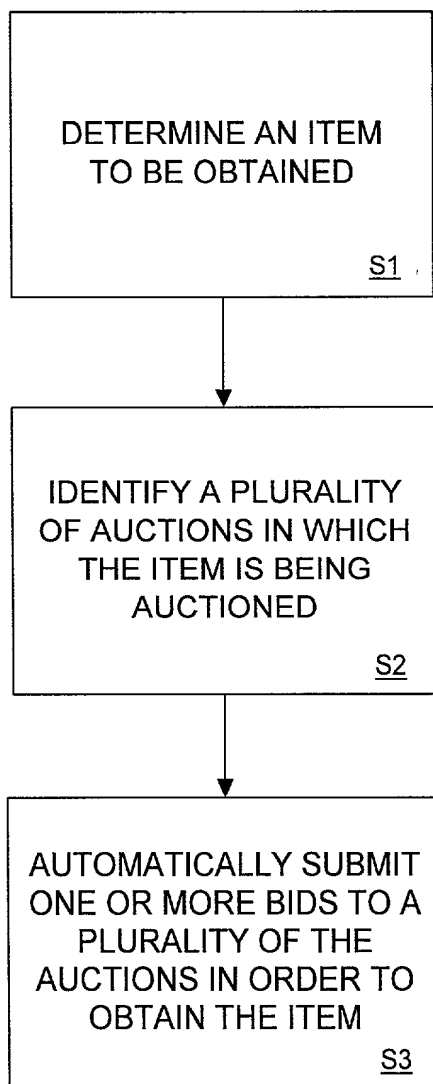 DETERMINE AN ITEM
TO BE OBTAINED
S1
IDENTIFY A PLURALITY
OF AUCTIONS IN WHICH
THE ITEM IS BEING
AUCTIONED
S2
AUTOMATICALLY SUBMIT
ONE OR MORE BIDS TO A
PLURALITY OF THE
AUCTIONS IN ORDER TO
OBTAIN THE ITEM
S3